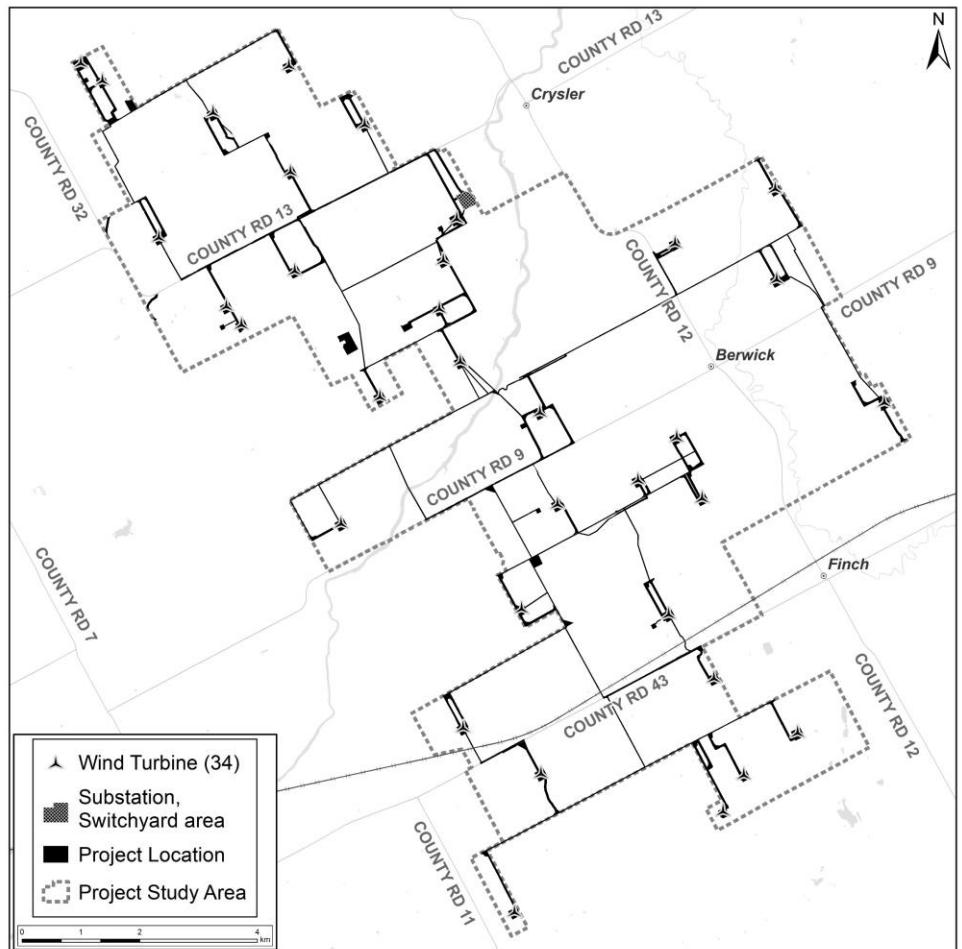 N
COUNTY RD 13
Crysler
COUNTY RD 32
COUNTY RD 13
COUNTY RD 12
COUNTY RD 9
Berwick
COUNTY RD 9
COUNTY RD 7
Finch
COUNTY RD 43
COUNTY RD 12
COUNTY RD 11
Wind Turbine (34)
Substation,
Switchyard area
Project Location
Project Study Area
0 1 2 4
km